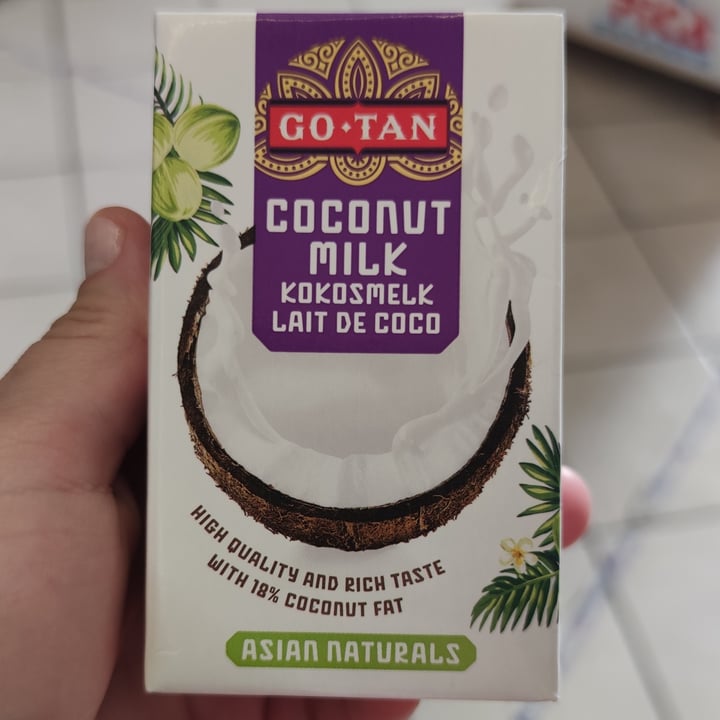 GO•TAN
COCONUT
MILK
KOKOSMELK
LAIT DE COCO
HIGH QUALITY AND RICH TASTE
WITH 18% COCONUT FAT
ASIAN NATURALS